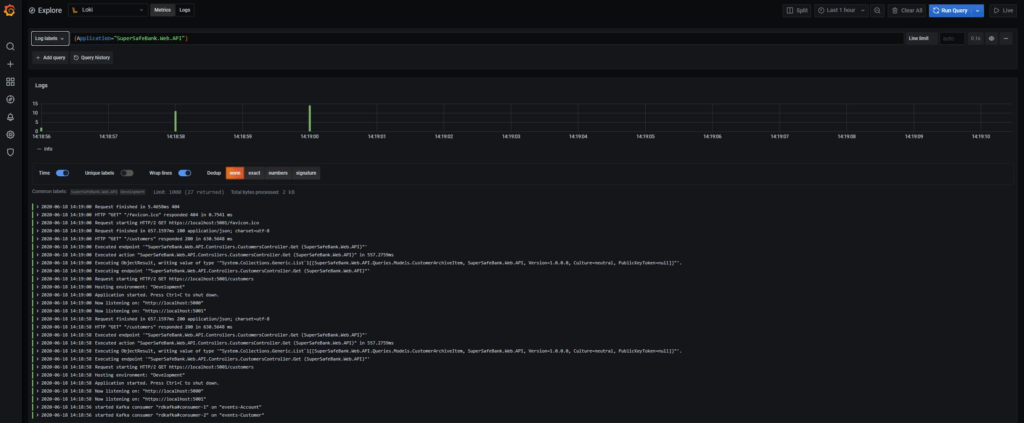 Explore
Loki
Metrics
Logs
Split
Last 1 hour
Clear All
Run Query
Live
Log labels
{Application="SuperSafeBank.Web.API"}
Line limit
auto
0.1s
Add query
Query history
Logs
15
10
5
0
14:18:56
14:18:57
14:18:58
14:18:59
14:19:00
14:19:01
14:19:02
14:19:03
14:19:04
14:19:05
14:19:06
14:19:07
14:19:08
14:19:09
14:19:10
info
Time
Unique labels
Wrap lines
Dedup
none
exact
numbers
signature
Common labels: SuperSafeBank.Web.API development Limit: 1000 (27 returned) Total bytes processed: 2 kB
2020-06-18 14:19:00 Request finished in 5.4658ms 404
2020-06-18 14:19:00 HTTP "GET" "/favicon.ico" responded 404 in 0.7541 ms
2020-06-18 14:19:00 Request starting HTTP/2 GET https://localhost:5001/favicon.ico
2020-06-18 14:19:00 Request finished in 657.1597ms 200 application/json; charset=utf-8
2020-06-18 14:19:00 HTTP "GET" "/customers" responded 200 in 630.5648 ms
2020-06-18 14:19:00 Executed endpoint '"SuperSafeBank.Web.API.Controllers.CustomersController.Get (SuperSafeBank.Web.API)"'
2020-06-18 14:19:00 Executed action "SuperSafeBank.Web.API.Controllers.CustomersController.Get (SuperSafeBank.Web.API)" in 557.2759ms
2020-06-18 14:19:00 Executing ObjectResult, writing value of type '"System.Collections.Generic.List`1[[SuperSafeBank.Web.API.Queries.Models.CustomerArchiveItem, SuperSafeBank.Web.API, Version=1.0.0.0, Culture=neutral, PublicKeyToken=null]]"'.
2020-06-18 14:19:00 Executing endpoint '"SuperSafeBank.Web.API.Controllers.CustomersController.Get (SuperSafeBank.Web.API)"'
2020-06-18 14:19:00 Request starting HTTP/2 GET https://localhost:5001/customers
2020-06-18 14:19:00 Hosting environment: "Development"
2020-06-18 14:19:00 Application started. Press Ctrl+C to shut down.
2020-06-18 14:19:00 Now listening on: "http://localhost:5000"
2020-06-18 14:19:00 Now listening on: "https://localhost:5001"
2020-06-18 14:18:58 Request finished in 657.1597ms 200 application/json; charset=utf-8
2020-06-18 14:18:58 HTTP "GET" "/customers" responded 200 in 630.5648 ms
2020-06-18 14:18:58 Executed endpoint '"SuperSafeBank.Web.API.Controllers.CustomersController.Get (SuperSafeBank.Web.API)"'
2020-06-18 14:18:58 Executed action "SuperSafeBank.Web.API.Controllers.CustomersController.Get (SuperSafeBank.Web.API)" in 557.2759ms
2020-06-18 14:18:58 Executing ObjectResult, writing value of type '"System.Collections.Generic.List`1[[SuperSafeBank.Web.API.Queries.Models.CustomerArchiveItem, SuperSafeBank.Web.API, Version=1.0.0.0, Culture=neutral, PublicKeyToken=null]]"'.
2020-06-18 14:18:58 Executing endpoint '"SuperSafeBank.Web.API.Controllers.CustomersController.Get (SuperSafeBank.Web.API)"'
2020-06-18 14:18:58 Request starting HTTP/2 GET https://localhost:5001/customers
2020-06-18 14:18:58 Hosting environment: "Development"
2020-06-18 14:18:58 Application started. Press Ctrl+C to shut down.
2020-06-18 14:18:58 Now listening on: "http://localhost:5000"
2020-06-18 14:18:58 Now listening on: "https://localhost:5001"
2020-06-18 14:18:56 started Kafka consumer "rdkafka#consumer-1" on "events-Account"
2020-06-18 14:18:56 started Kafka consumer "rdkafka#consumer-2" on "events-Customer"